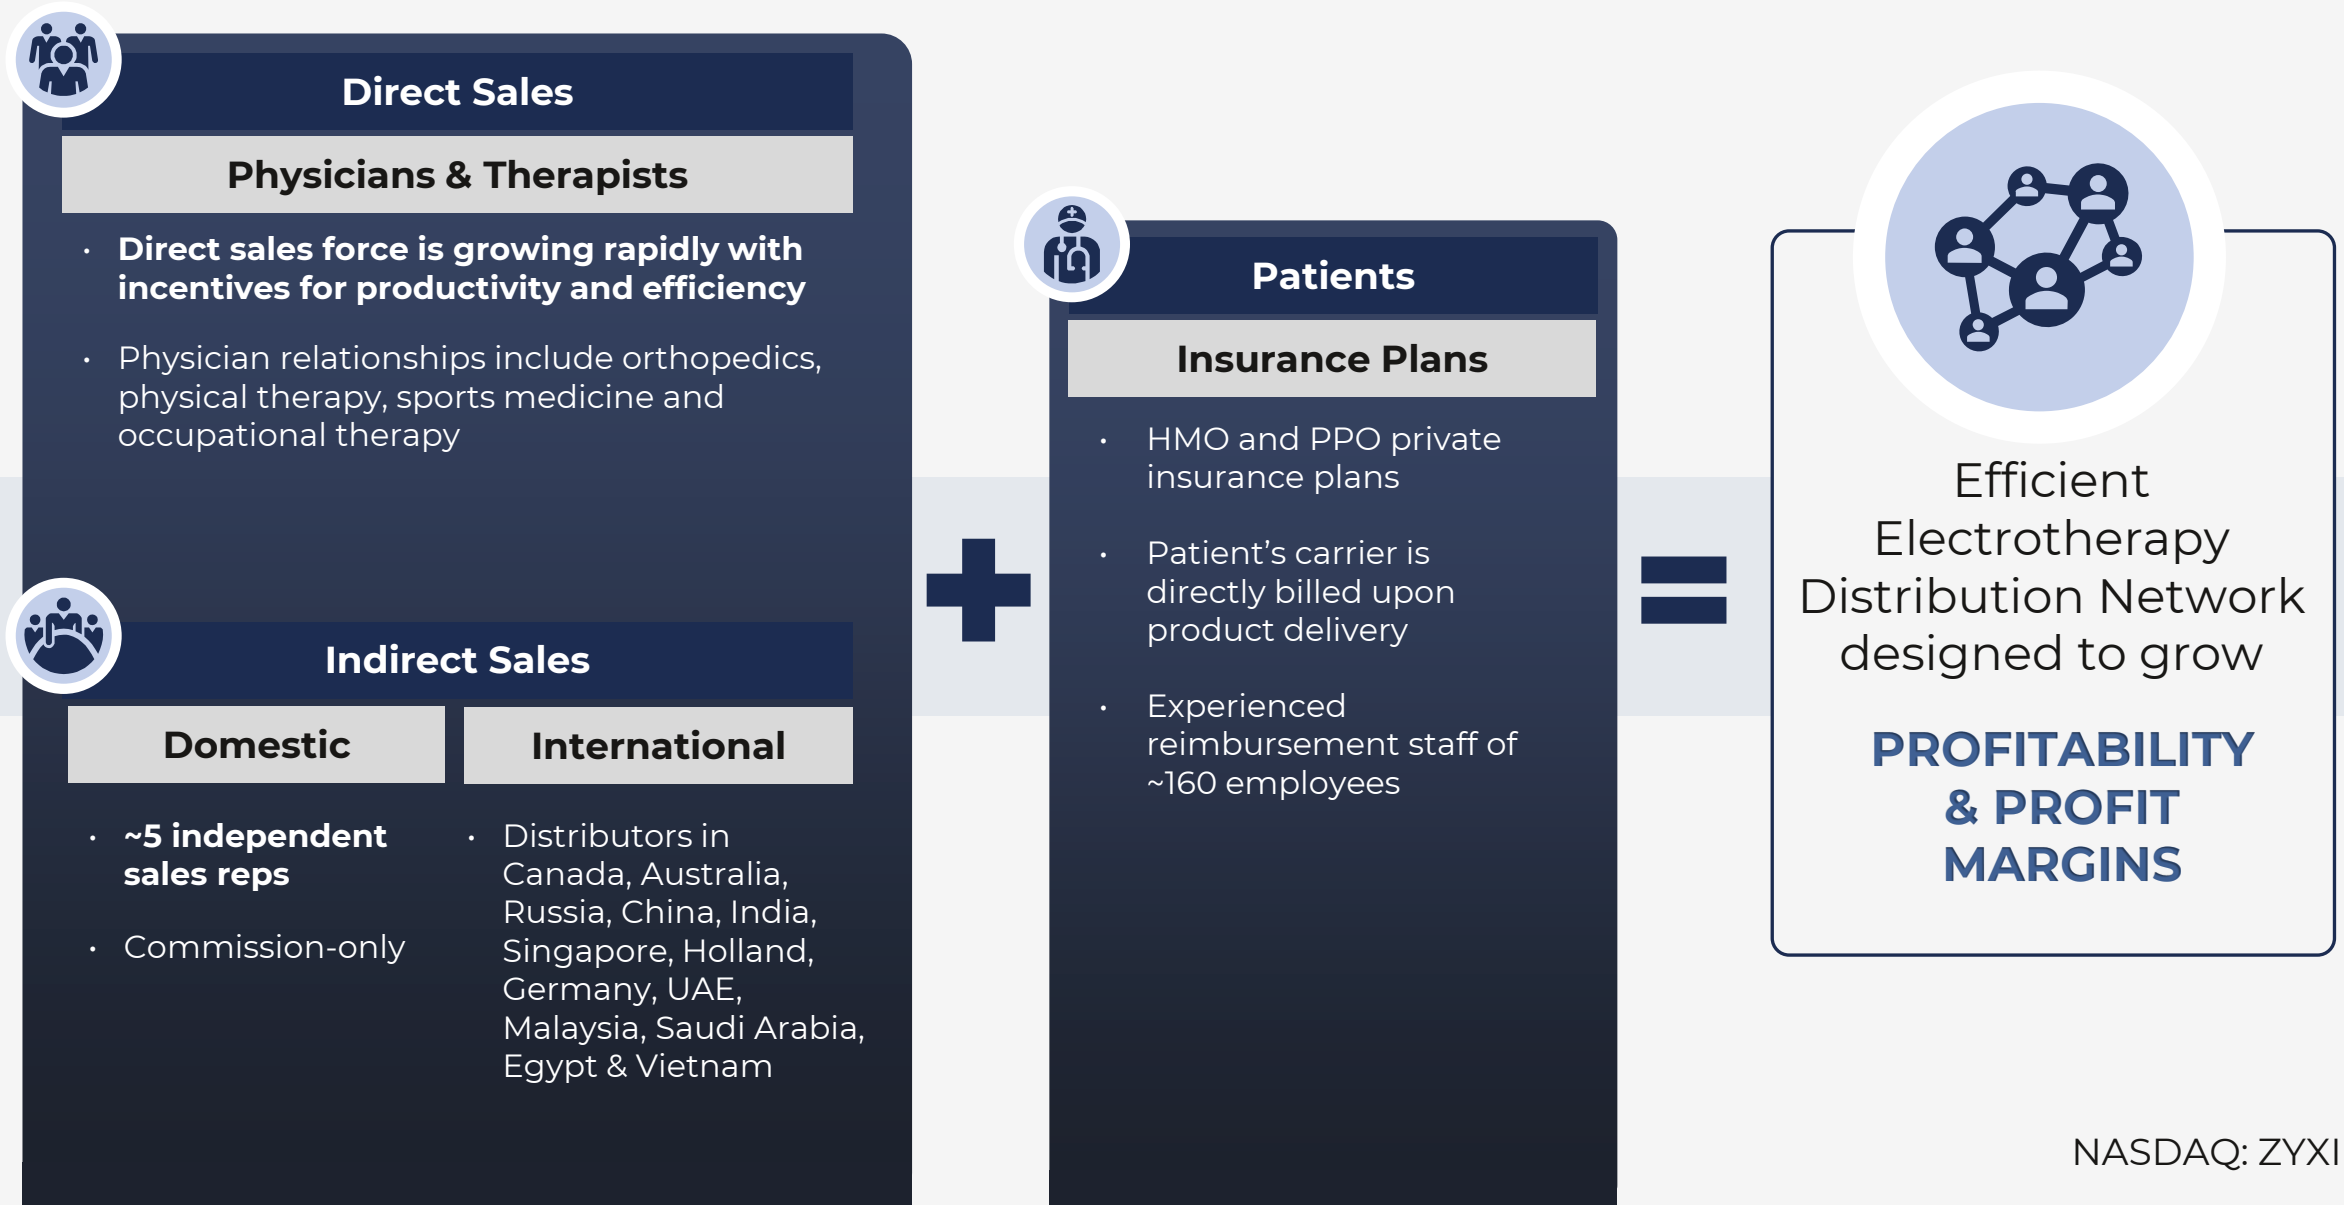 Direct Sales
Physicians & Therapists
• Direct sales force is growing rapidly with
incentives for productivity and efficiency
• Physician relationships include orthopedics,
physical therapy, sports medicine and
occupational therapy
Indirect Sales
Domestic
• ~5 independent
sales reps
• Commission-only
International
• Distributors in
Canada, Australia,
Russia, China, India,
Singapore, Holland,
Germany, UAE,
Malaysia, Saudi Arabia,
Egypt & Vietnam
Patients
Insurance Plans
• HMO and PPO private
insurance plans
• Patient’s carrier is
directly billed upon
product delivery
• Experienced
reimbursement staff of
~160 employees
Efficient
Electrotherapy
Distribution Network
designed to grow
PROFITABILITY
& PROFIT
MARGINS
NASDAQ: ZYXI